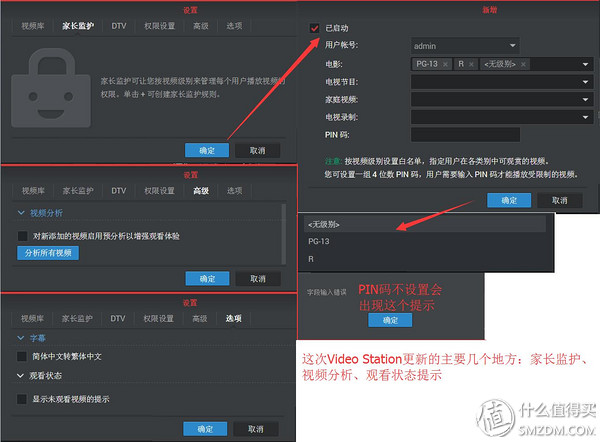 设置
视频库 家长监护 DTV 权限设置 高级 选项
家长监护可让您按视频级别来管理每个用户播放视频的
权限。单击 + 可创建家长监护规则。
确定 取消
新增
已启动
用户帐号: admin
电影: PG-13 × R × <无级别> ×
电视节目:
家庭视频:
电视录制:
PIN 码:
注意: 按视频级别设置白名单，指定用户在各类别中可观赏的视频。
您可设置一组 4 位数 PIN 码，用户需要输入 PIN 码才能播放受限制的视频。
确定 取消
设置
视频库 家长监护 DTV 权限设置 高级 选项
视频分析
对新添加的视频启用预分析以增强观看体验
分析所有视频
确定 取消
<无级别>
PG-13
R
字段输入错误
确定
PIN码不设置会
出现这个提示
设置
视频库 家长监护 DTV 权限设置 高级 选项
字幕
简体中文转繁体中文
观看状态
显示未观看视频的提示
确定 取消
这次Video Station更新的主要几个地方：家长监护、
视频分析、观看状态提示
值 什么值得买
SMZDM.COM